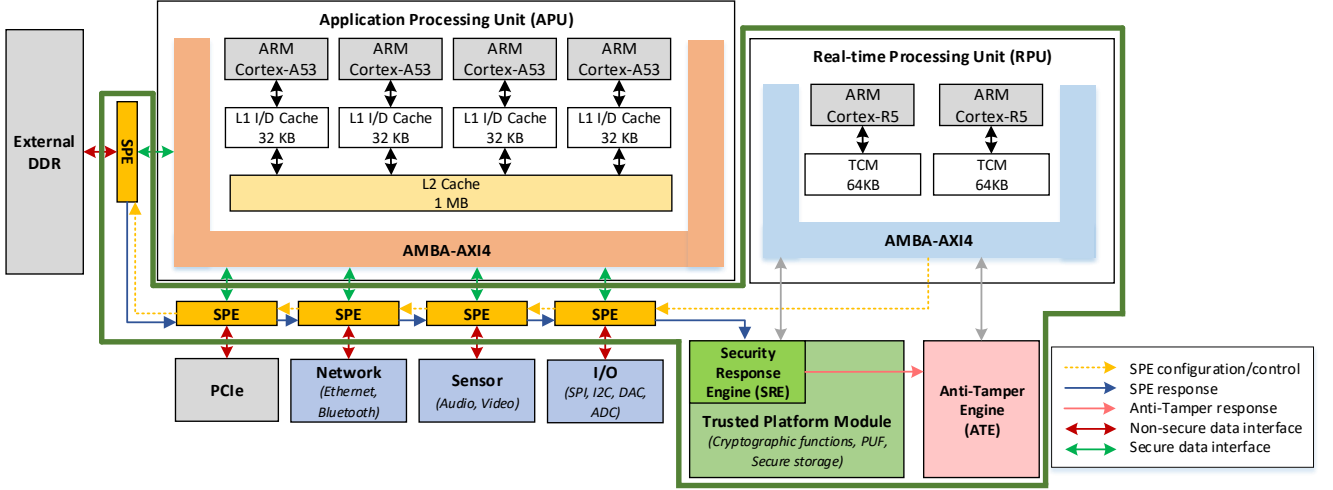 Application Processing Unit (APU)
ARM
Cortex-A53
ARM
Cortex-A53
ARM
Cortex-A53
ARM
Cortex-A53
L1 I/D Cache
32 KB
L1 I/D Cache
32 KB
L1 I/D Cache
32 KB
L1 I/D Cache
32 KB
L2 Cache
1 MB
AMBA-AXI4
Real-time Processing Unit (RPU)
ARM
Cortex-R5
ARM
Cortex-R5
TCM
64KB
TCM
64KB
AMBA-AXI4
External
DDR
SPE
SPE
SPE
SPE
SPE
PCIe
Network
(Ethernet,
Bluetooth)
Sensor
(Audio, Video)
I/O
(SPI, I2C, DAC,
ADC)
Security
Response
Engine (SRE)
Trusted Platform Module
(Cryptographic functions, PUF,
Secure storage)
Anti-Tamper
Engine
(ATE)
SPE configuration/control
SPE response
Anti-Tamper response
Non-secure data interface
Secure data interface